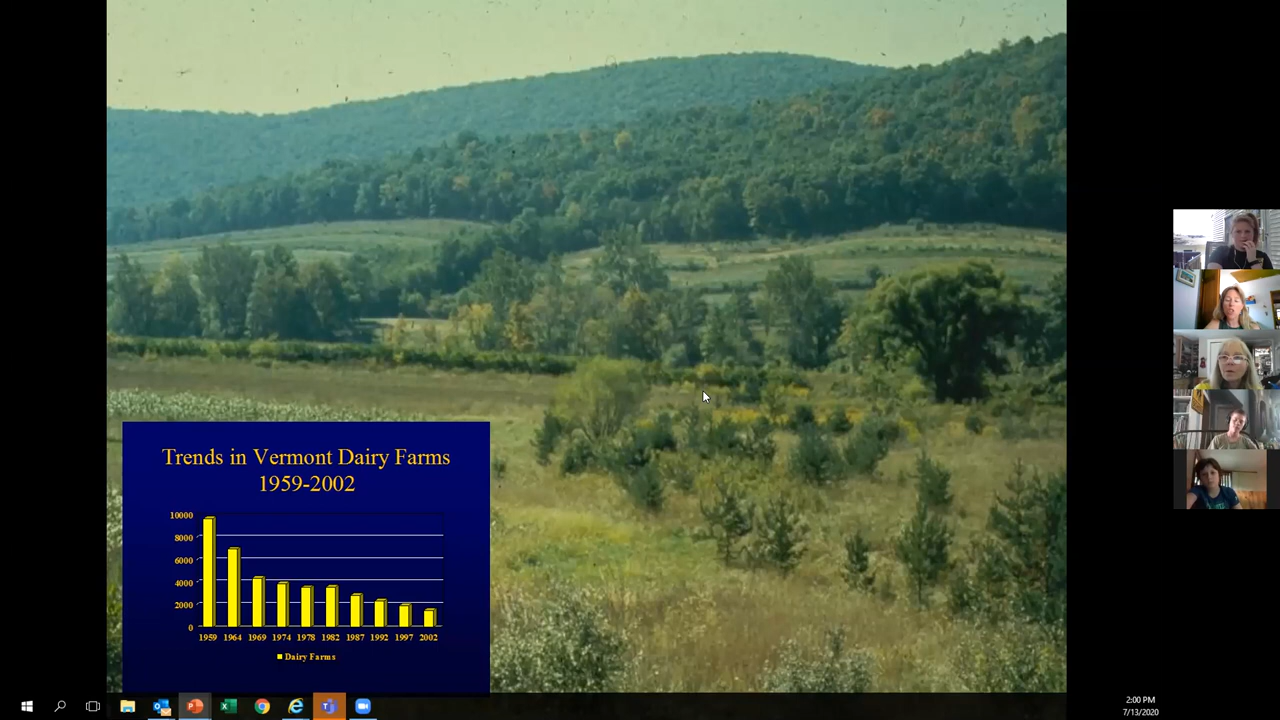 Trends in Vermont Dairy Farms
1959-2002
10000
8000
6000
4000
2000
0
1959 1964 1969 1974 1978 1982 1987 1992 1997 2002
Dairy Farms
2:00 PM
7/13/2020